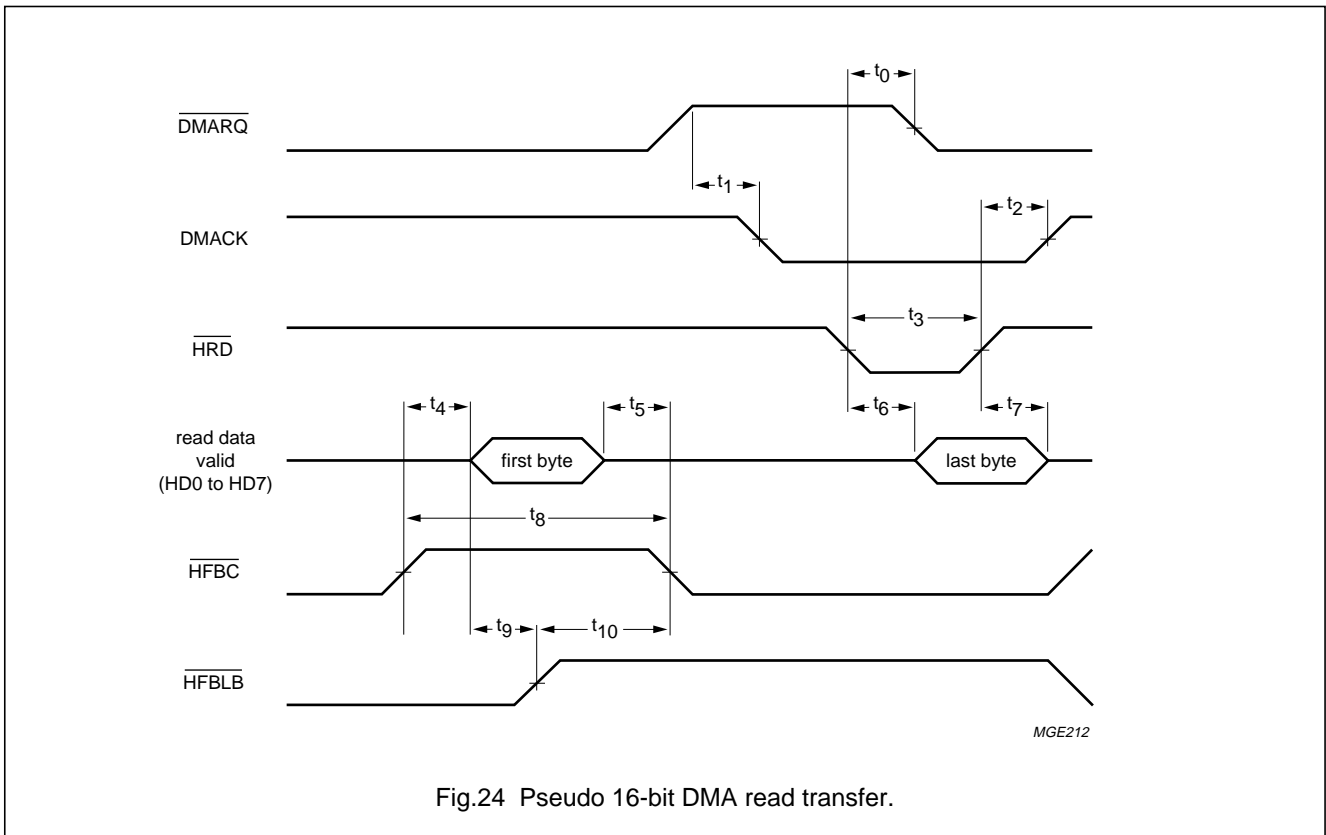 t0
DMARQ
t1
t2
DMACK
t3
HRD
t4
t5
t6
t7
read data
valid
(HD0 to HD7)
first byte
last byte
t8
HFBC
t9
t10
HFBLB
MGE212
Fig.24 Pseudo 16-bit DMA read transfer.